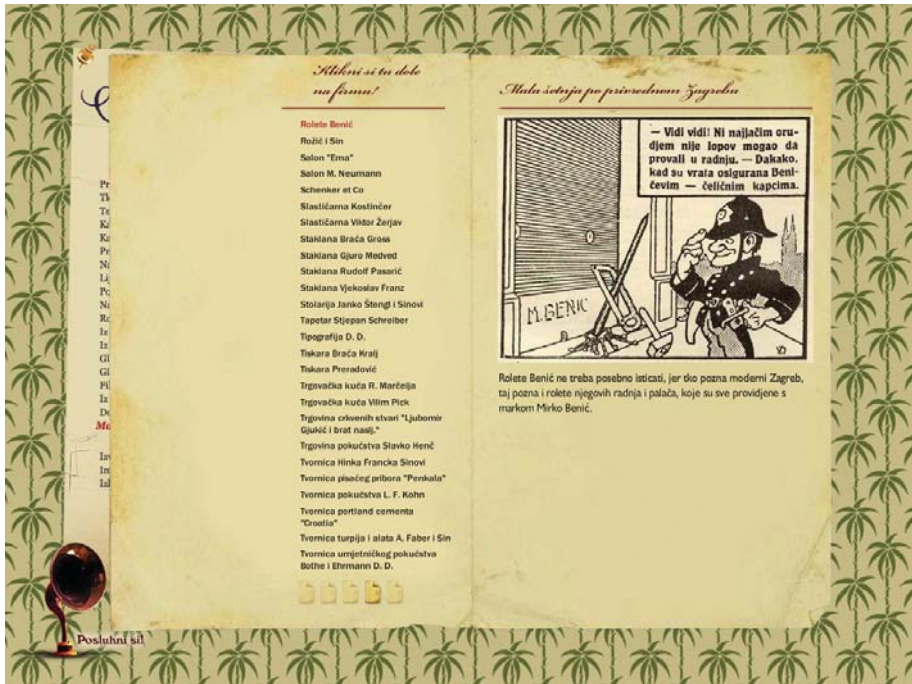 Klikni si tu dole
na firmu!
Rolete Benić
Rožić i Sin
Salon "Erna"
Salon M. Neumann
Schenker et Co
Slastičarna Kostinčer
Slastičarna Viktor Žerjav
Staklana Braća Gross
Staklana Gjuro Medved
Staklana Rudolf Pasarić
Staklana Vjekoslav Franz
Stolarija Janko Štengl i Sinovi
Tapetar Stjepan Schreiber
Tipografija D. D.
Tiskara Braća Kralj
Tiskara Preradović
Trgovačka kuća R. Marčelja
Trgovačka kuća Vilim Pick
Trgovina crkvenih stvari "Ljubomir
Gjukić i brat naslj."
Trgovina pokućstva Slavko Henč
Tvornica Hinka Francka Sinovi
Tvornica pisaćeg pribora "Penkala"
Tvornica pokućstva L. F. Kohn
Tvornica portland cementa
"Croatia"
Tvornica turpija i alata A. Faber i Sin
Tvornica umjetničkog pokućstva
Bothe i Ehrmann D. D.
Mala šetnja po privrednom Zagrebu
— Vidi vidi! Ni najjačim oru-
djem nije lopov mogao da
provali u radnju. — Dakako,
kad su vrata osigurana Beni-
ćevim — čeličnim kapcima.
M. BENIĆ
Rolete Benić ne treba posebno isticati, jer tko pozna moderni Zagreb,
taj pozna i rolete njegovih radnja i palača, koje su sve providjene s
markom Mirko Benić.
Posluhni si!